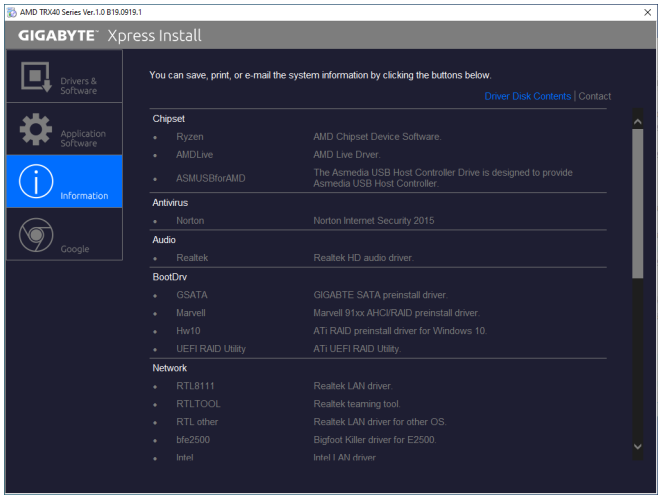 AMD TRX40 Series Ver.1.0 B19.0919.1
GIGABYTE™ Xpress Install
Drivers &
Software
Application
Software
Information
Google
You can save, print, or e-mail the system information by clicking the buttons below.
Driver Disk Contents | Contact
Chipset
• Ryzen AMD Chipset Device Software.
• AMDLive AMD Live Drver.
• ASMUSBforAMD The Asmedia USB Host Controller Drive is designed to provide
Asmedia USB Host Controller.
Antivirus
• Norton Norton Internet Security 2015
Audio
• Realtek Realtek HD audio driver.
BootDrv
• GSATA GIGABTE SATA preinstall driver.
• Marvell Marvell 91xx AHCI/RAID preinstall driver.
• Hw10 ATi RAID preinstall driver for Windows 10.
• UEFI RAID Utility ATi UEFI RAID Utility.
Network
• RTL8111 Realtek LAN driver.
• RTLTOOL Realtek teaming tool.
• RTL other Realtek LAN driver for other OS.
• bfe2500 Bigfoot Killer driver for E2500.
• Intel Intel LAN driver